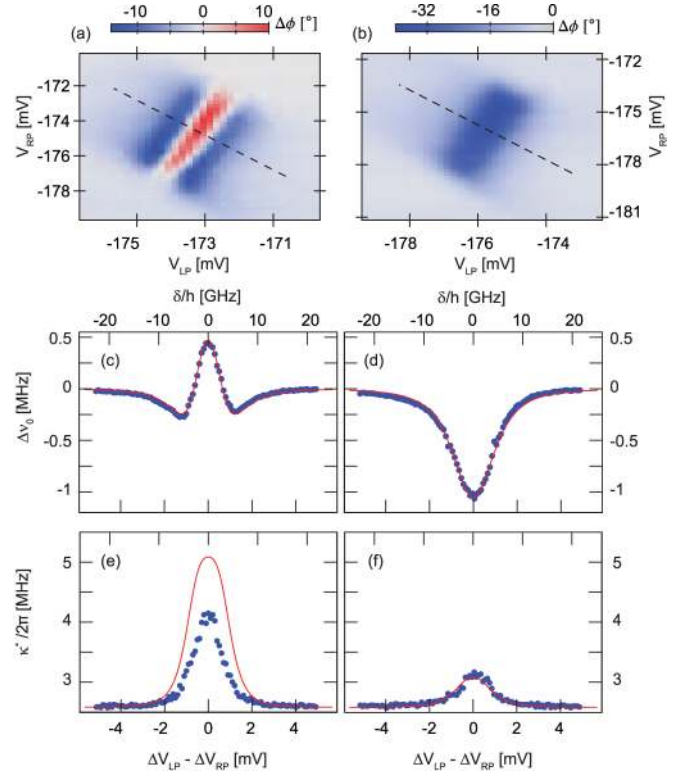 -10 0 10 Δϕ [°]
-32 -16 0
Δϕ [°]
(a) (b)
-172
-174
-176
-178
V_RP [mV]
-172
-175
-178
-181
V_RP [mV]
-175 -173 -171
V_LP [mV]
-178 -176 -174
V_LP [mV]
δ/h [GHz] δ/h [GHz]
-20 -10 0 10 20
-20 -10 0 10 20
(c) (d)
0.5
0
-0.5
-1
Δν₀ [MHz]
0.5
0
-0.5
-1
(e) (f)
5
4
3
κ*/2π [MHz]
5
4
3
-4 -2 0 2 4
-4 -2 0 2 4
ΔV_LP - ΔV_RP [mV] ΔV_LP - ΔV_RP [mV]